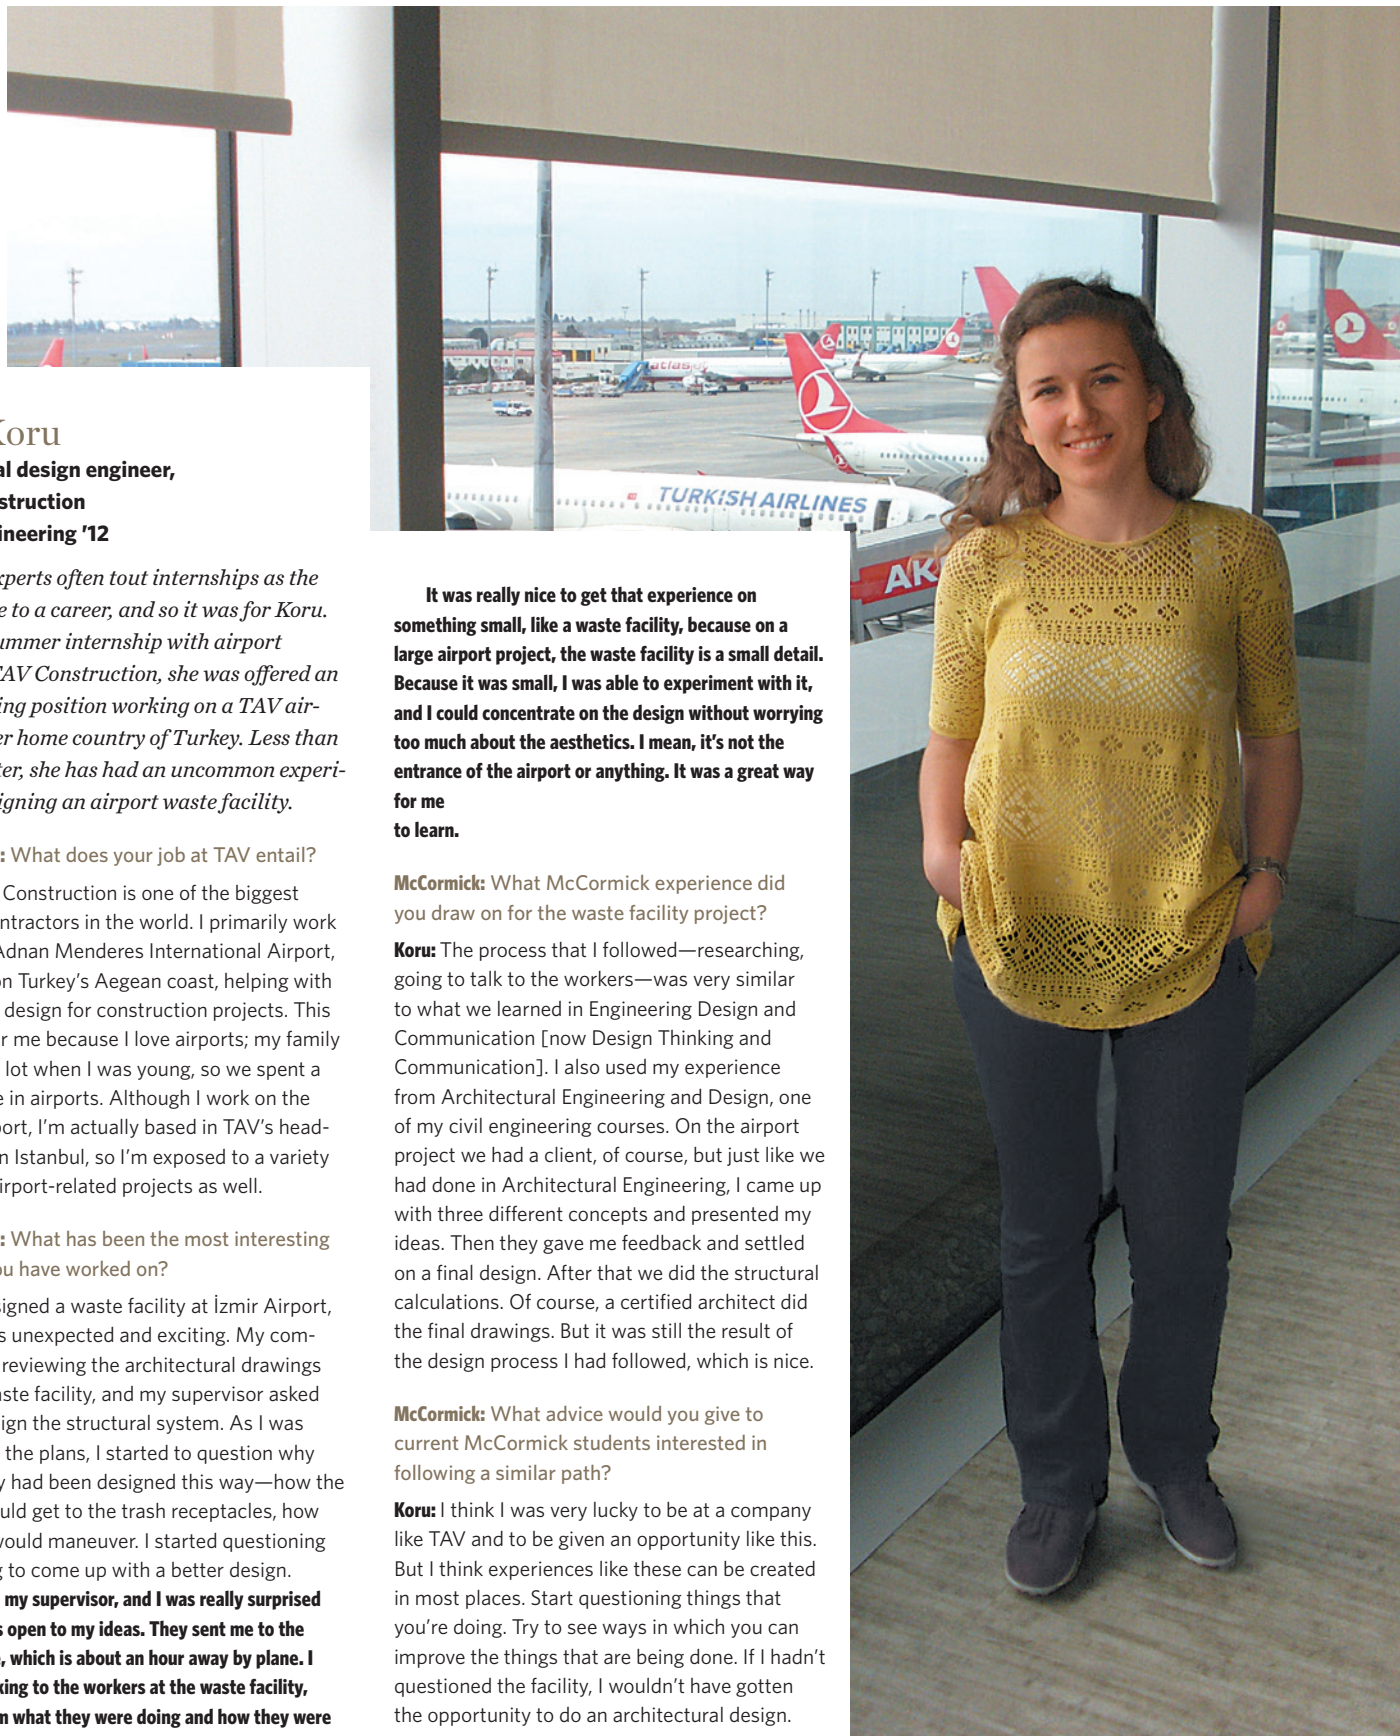 TURKISH AIRLINES
atlasjet
AK
Koru
al design engineer,
struction
ineering ’12
xperts often tout internships as the
e to a career, and so it was for Koru.
ummer internship with airport
TAV Construction, she was offered an
ing position working on a TAV air-
er home country of Turkey. Less than
ter, she has had an uncommon experi-
igning an airport waste facility.
: What does your job at TAV entail?
Construction is one of the biggest
ntractors in the world. I primarily work
Adnan Menderes International Airport,
on Turkey’s Aegean coast, helping with
design for construction projects. This
r me because I love airports; my family
lot when I was young, so we spent a
e in airports. Although I work on the
port, I’m actually based in TAV’s head-
n Istanbul, so I’m exposed to a variety
irport-related projects as well.
: What has been the most interesting
ou have worked on?
signed a waste facility at İzmir Airport,
s unexpected and exciting. My com-
reviewing the architectural drawings
aste facility, and my supervisor asked
ign the structural system. As I was
the plans, I started to question why
y had been designed this way—how the
uld get to the trash receptacles, how
would maneuver. I started questioning
g to come up with a better design.
my supervisor, and I was really surprised
s open to my ideas. They sent me to the
, which is about an hour away by plane. I
king to the workers at the waste facility,
n what they were doing and how they were
It was really nice to get that experience on
something small, like a waste facility, because on a
large airport project, the waste facility is a small detail.
Because it was small, I was able to experiment with it,
and I could concentrate on the design without worrying
too much about the aesthetics. I mean, it’s not the
entrance of the airport or anything. It was a great way
for me
to learn.
McCormick: What McCormick experience did
you draw on for the waste facility project?
Koru: The process that I followed—researching,
going to talk to the workers—was very similar
to what we learned in Engineering Design and
Communication [now Design Thinking and
Communication]. I also used my experience
from Architectural Engineering and Design, one
of my civil engineering courses. On the airport
project we had a client, of course, but just like we
had done in Architectural Engineering, I came up
with three different concepts and presented my
ideas. Then they gave me feedback and settled
on a final design. After that we did the structural
calculations. Of course, a certified architect did
the final drawings. But it was still the result of
the design process I had followed, which is nice.
McCormick: What advice would you give to
current McCormick students interested in
following a similar path?
Koru: I think I was very lucky to be at a company
like TAV and to be given an opportunity like this.
But I think experiences like these can be created
in most places. Start questioning things that
you’re doing. Try to see ways in which you can
improve the things that are being done. If I hadn’t
questioned the facility, I wouldn’t have gotten
the opportunity to do an architectural design.